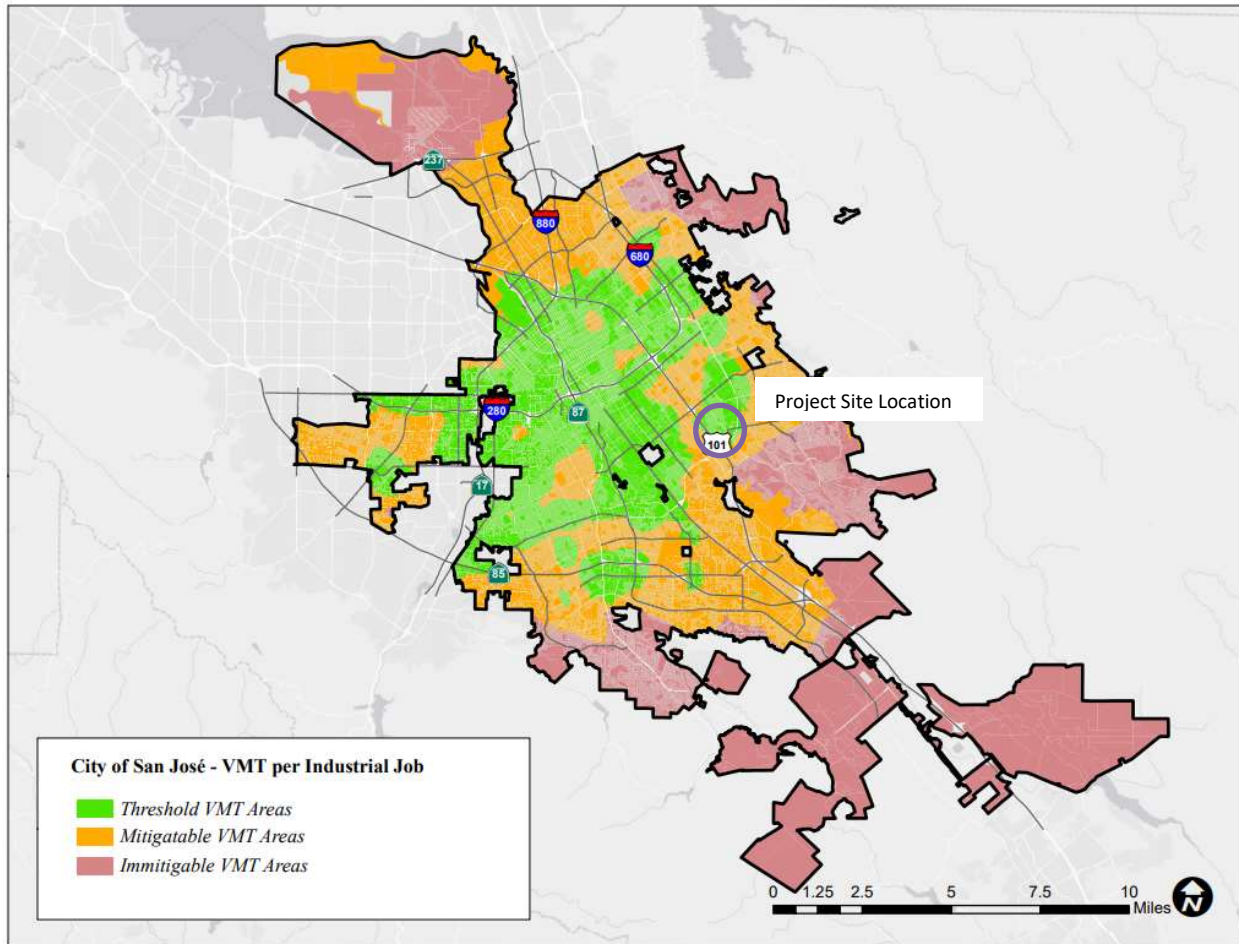 237
880
680
Project Site Location
280
87
101
17
85
City of San José - VMT per Industrial Job
Threshold VMT Areas
Mitigatable VMT Areas
Immitigable VMT Areas
0 1.25 2.5 5 7.5 10
Miles
N